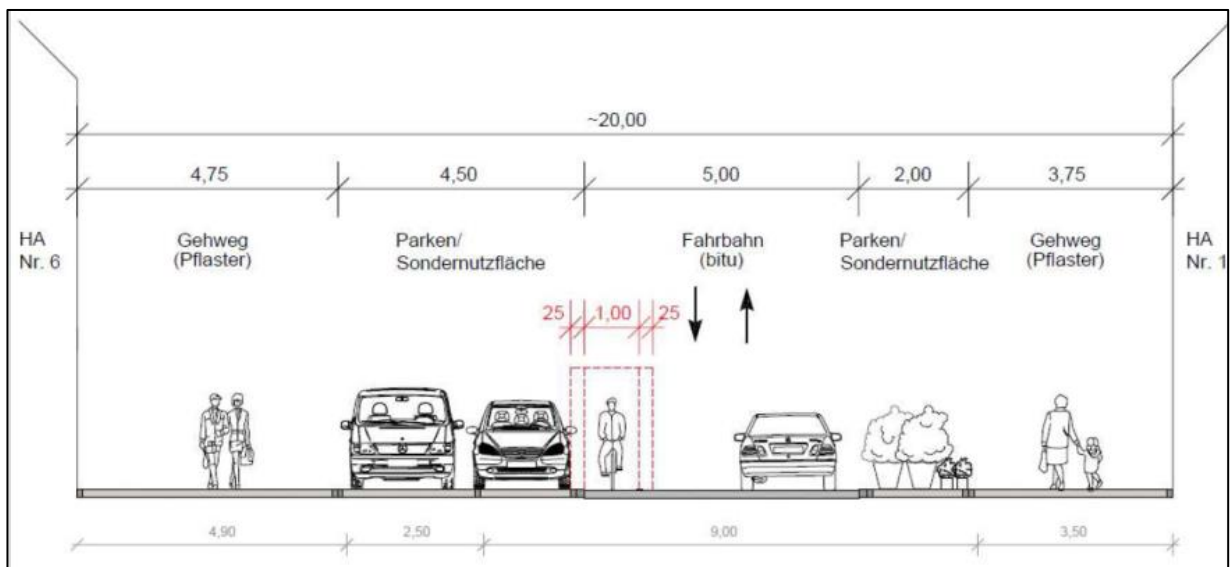 ~20,00
4,75 4,50 5,00 2,00 3,75
HA
Nr. 6
Gehweg
(Pflaster)
Parken/
Sondernutzfläche
Fahrbahn
(bitu)
Parken/
Sondernutzfläche
Gehweg
(Pflaster)
HA
Nr. 1
25 1,00 25
4,90 2,50 9,00 3,50